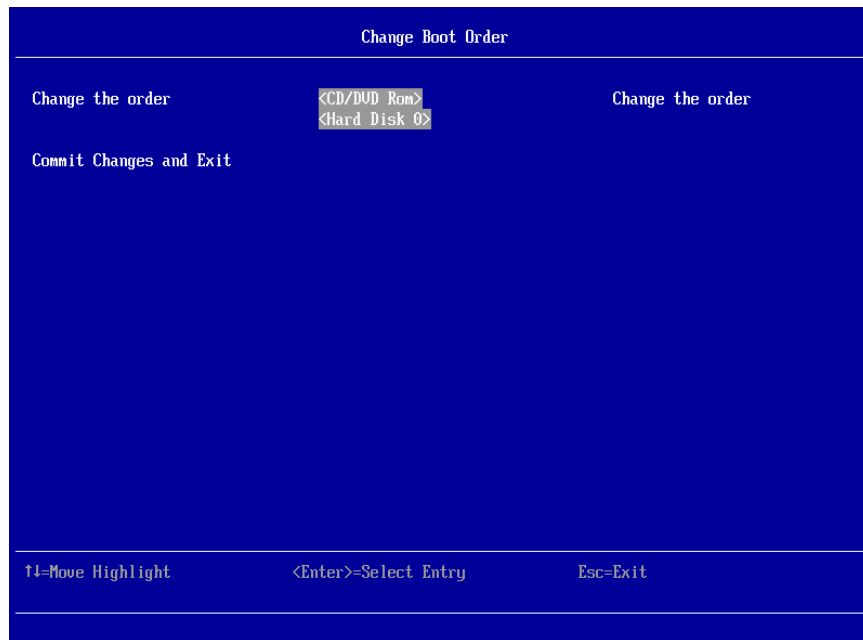 Change Boot Order
Change the order <CD/DVD Rom> Change the order
<Hard Disk 0>
Commit Changes and Exit
↑↓=Move Highlight <Enter>=Select Entry Esc=Exit